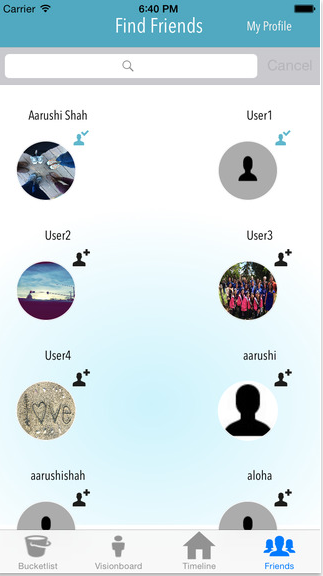 Carrier 6:40 PM
Find Friends My Profile
Cancel
Aarushi Shah User1
User2 User3
User4 aarushi
love
aarushishah aloha
Bucketlist Visionboard Timeline Friends